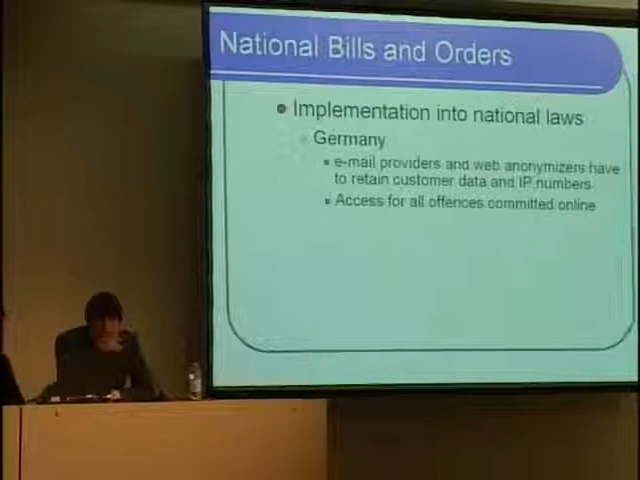 National Bills and Orders
Implementation into national laws
Germany
e-mail providers and web anonymizers have
to retain customer data and IP numbers
Access for all offences committed online